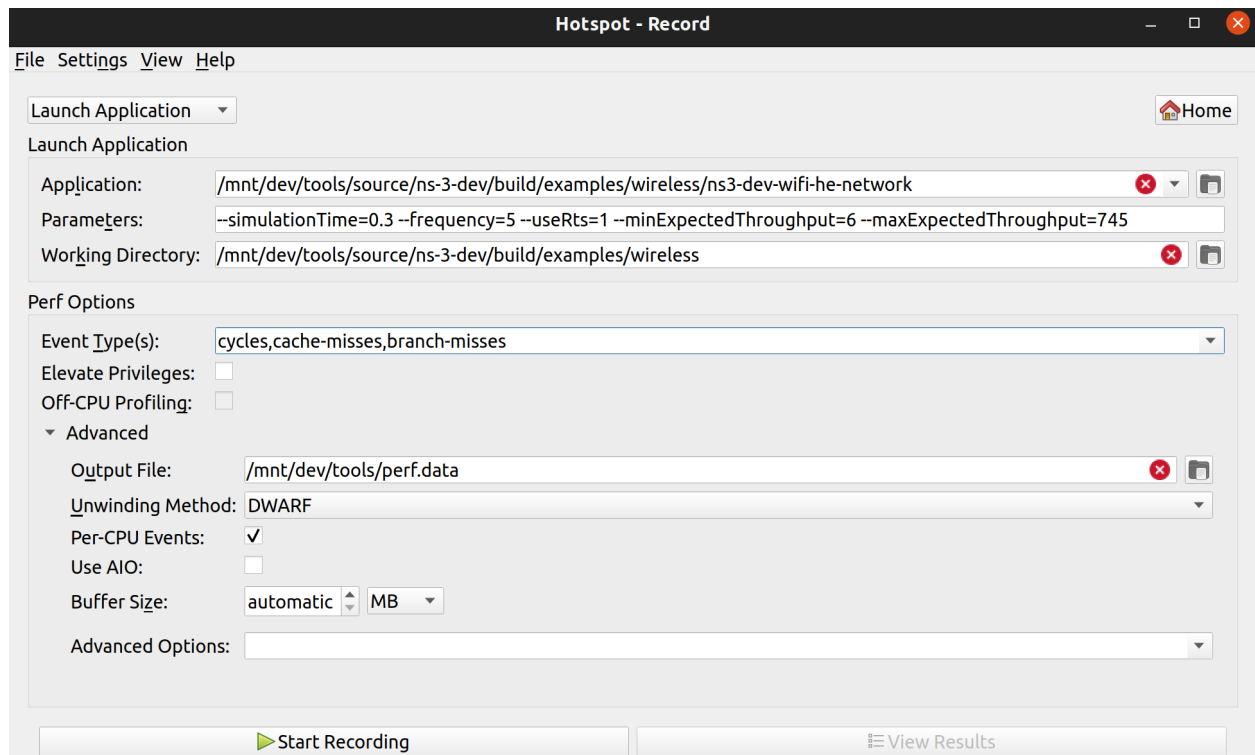 Hotspot - Record
File Settings View Help
Launch Application
Home
Launch Application
Application: /mnt/dev/tools/source/ns-3-dev/build/examples/wireless/ns3-dev-wifi-he-network
Parameters: --simulationTime=0.3 --frequency=5 --useRts=1 --minExpectedThroughput=6 --maxExpectedThroughput=745
Working Directory: /mnt/dev/tools/source/ns-3-dev/build/examples/wireless
Perf Options
Event Type(s): cycles,cache-misses,branch-misses
Elevate Privileges:
Off-CPU Profiling:
Advanced
Output File: /mnt/dev/tools/perf.data
Unwinding Method: DWARF
Per-CPU Events:
Use AIO:
Buffer Size: automatic MB
Advanced Options:
Start Recording View Results